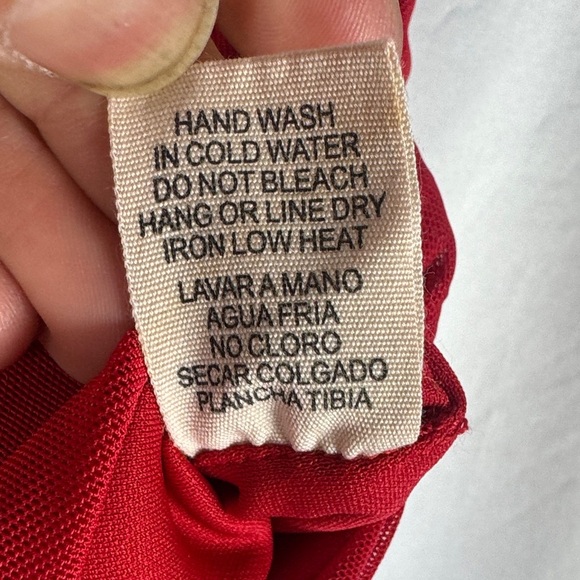 HAND WASH
IN COLD WATER
DO NOT BLEACH
HANG OR LINE DRY
IRON LOW HEAT
LAVAR A MANO
AGUA FRIA
NO CLORO
SECAR COLGADO
PLANCHA TIBIA